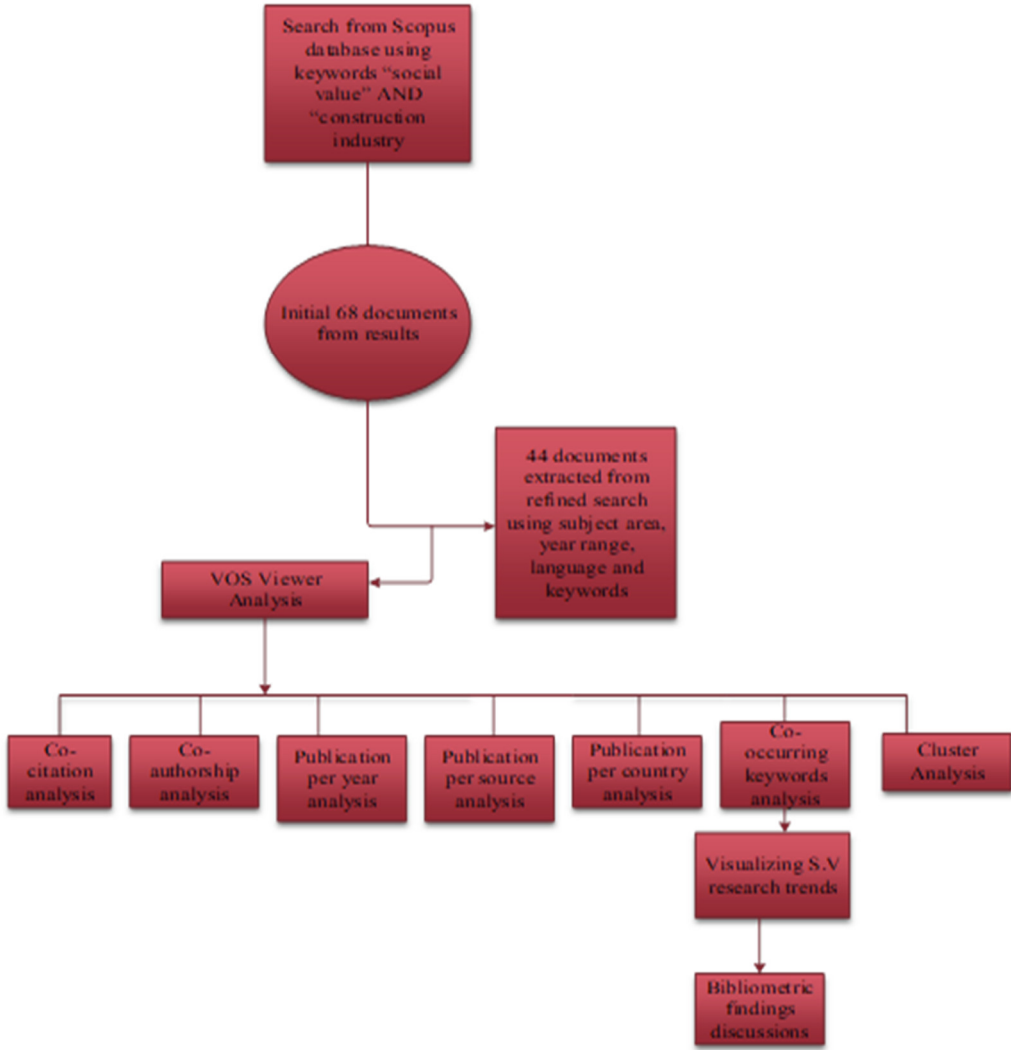 Search from Scopus
database using
keywords “social
value” AND
“construction
industry
Initial 68 documents
from results
44 documents
extracted from
refined search
using subject area,
year range,
language and
keywords
VOS Viewer
Analysis
Co-
citation
analysis
Co-
authorship
analysis
Publication
per year
analysis
Publication
per source
analysis
Publication
per country
analysis
Co-
occurring
keywords
analysis
Cluster
Analysis
Visualizing S.V
research trends
Bibliometric
findings
discussions